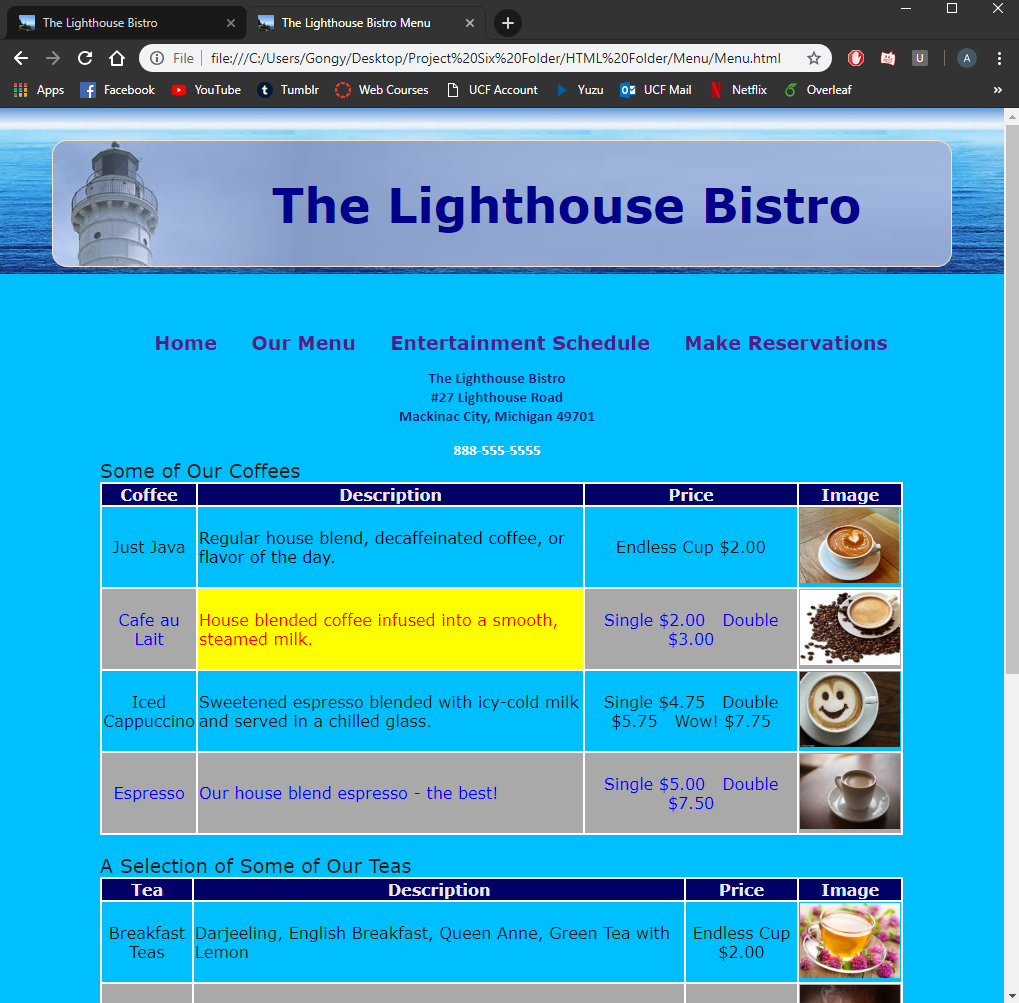 The Lighthouse Bistro
The Lighthouse Bistro Menu
File | file:///C:/Users/Gongy/Desktop/Project%20Six%20Folder/HTML%20Folder/Menu/Menu.html
U
A
Apps Facebook YouTube Tumblr Web Courses UCF Account Yuzu UCF Mail Netflix Overleaf »
The Lighthouse Bistro
Home Our Menu Entertainment Schedule Make Reservations
The Lighthouse Bistro
#27 Lighthouse Road
Mackinac City, Michigan 49701
888-555-5555
Some of Our Coffees
Coffee Description Price Image
Just Java
Regular house blend, decaffeinated coffee, or
flavor of the day.
Endless Cup $2.00
Cafe au
Lait
House blended coffee infused into a smooth,
steamed milk.
Single $2.00 Double
$3.00
Iced
Cappuccino
Sweetened espresso blended with icy-cold milk
and served in a chilled glass.
Single $4.75 Double
$5.75 Wow! $7.75
Espresso
Our house blend espresso - the best!
Single $5.00 Double
$7.50
A Selection of Some of Our Teas
Tea Description Price Image
Breakfast
Teas
Darjeeling, English Breakfast, Queen Anne, Green Tea with
Lemon
Endless Cup
$2.00